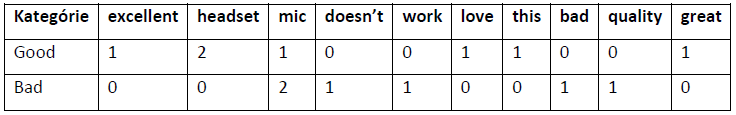 Kategórie excellent headset mic doesn’t work love this bad quality great
Good 1 2 1 0 0 1 1 0 0 1
Bad 0 0 2 1 1 0 0 1 1 0